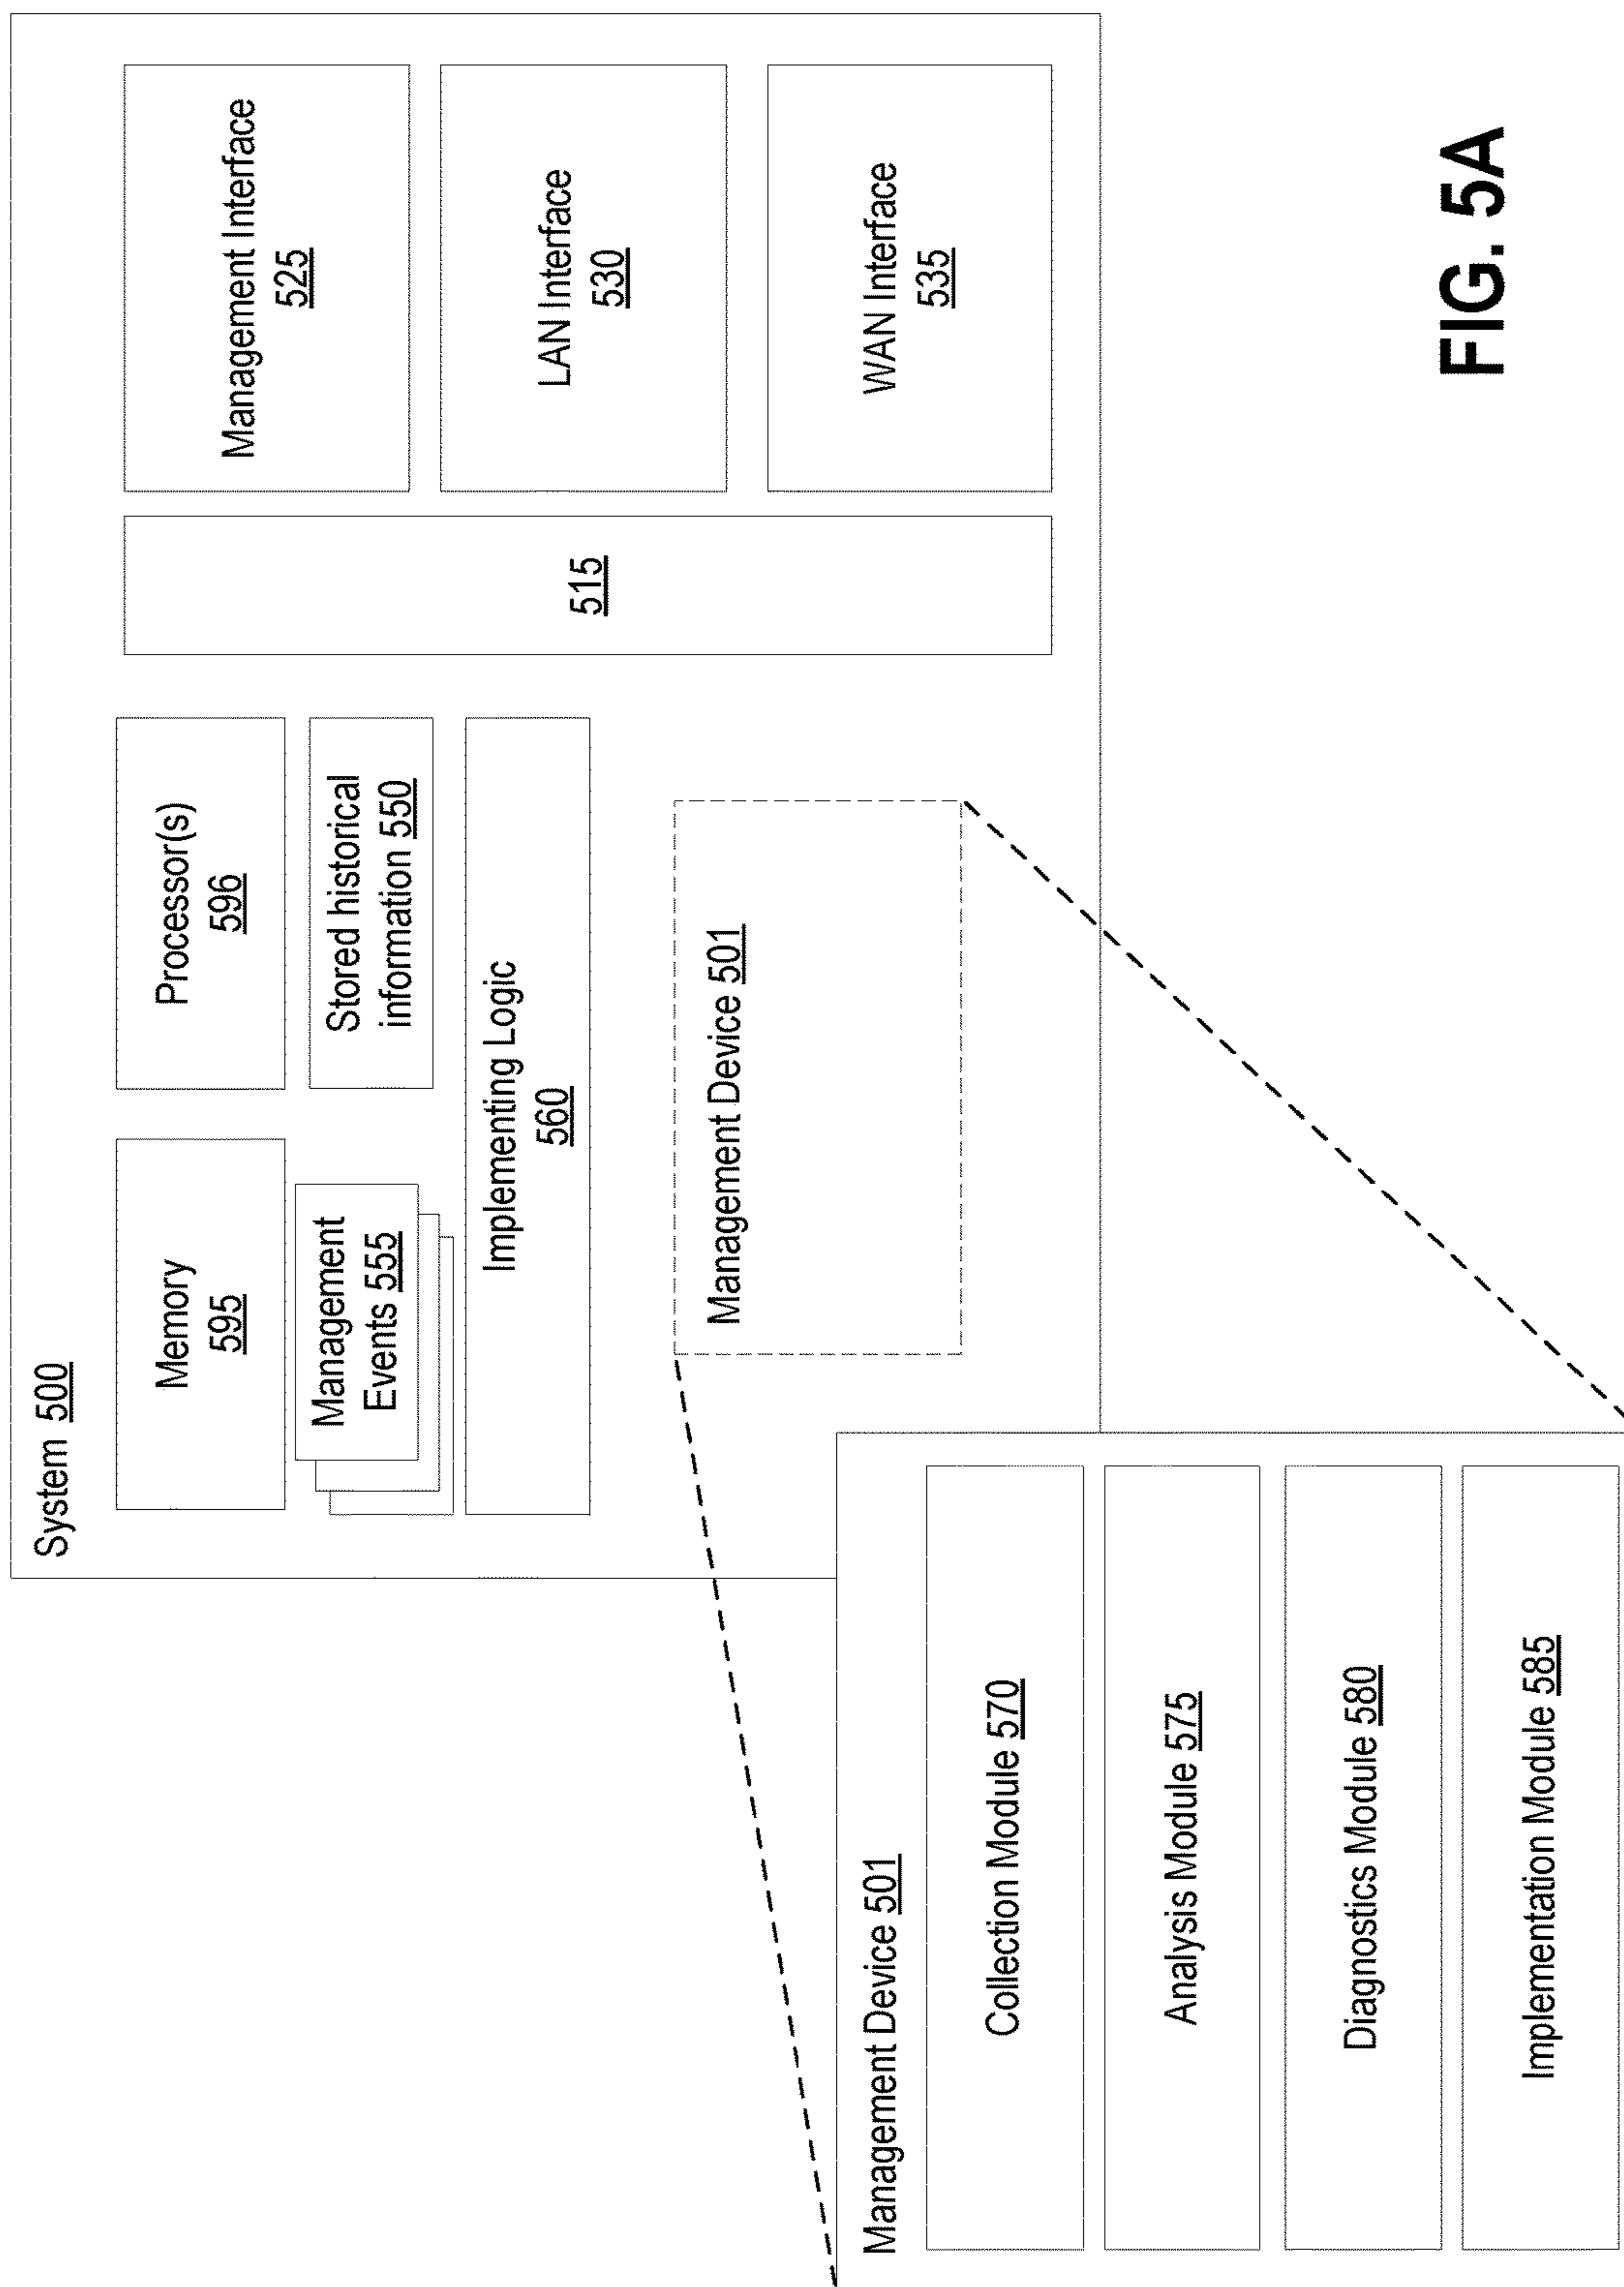 System 500
Memory
595
Processor(s)
596
Management
Events 555
Stored historical
information 550
Implementing Logic
560
Management Device 501
515
Management Interface
525
LAN Interface
530
WAN Interface
535
Management Device 501
Collection Module 570
Analysis Module 575
Diagnostics Module 580
Implementation Module 585
FIG. 5A